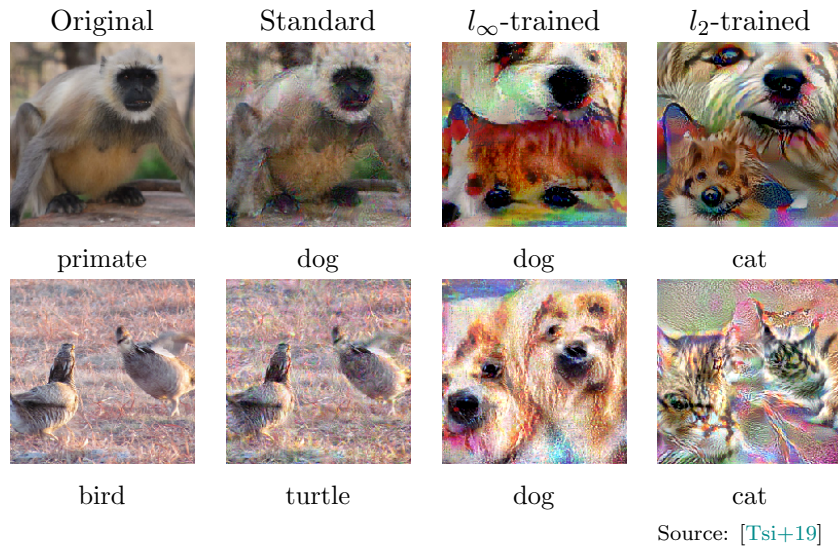 Original Standard l∞-trained l2-trained
primate dog dog cat
bird turtle dog cat
Source: [Tsi+19]